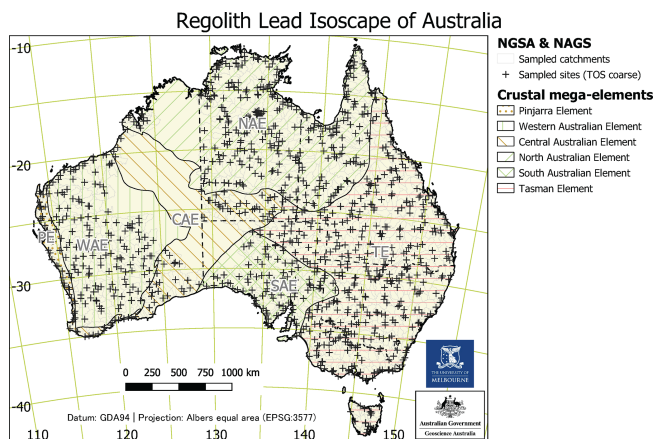 Regolith Lead Isoscape of Australia
-10
-20
-30
-40
110
120
130
140
150
NAE
CAE
PE
WAE
SAE
TE
0 250 500 750 1000 km
Datum: GDA94 | Projection: Albers equal area (EPSG:3577)
THE UNIVERSITY OF
MELBOURNE
Australian Government
Geoscience Australia
NGSA & NAGS
Sampled catchments
Sampled sites (TOS coarse)
Crustal mega-elements
Pinjarra Element
Western Australian Element
Central Australian Element
North Australian Element
South Australian Element
Tasman Element